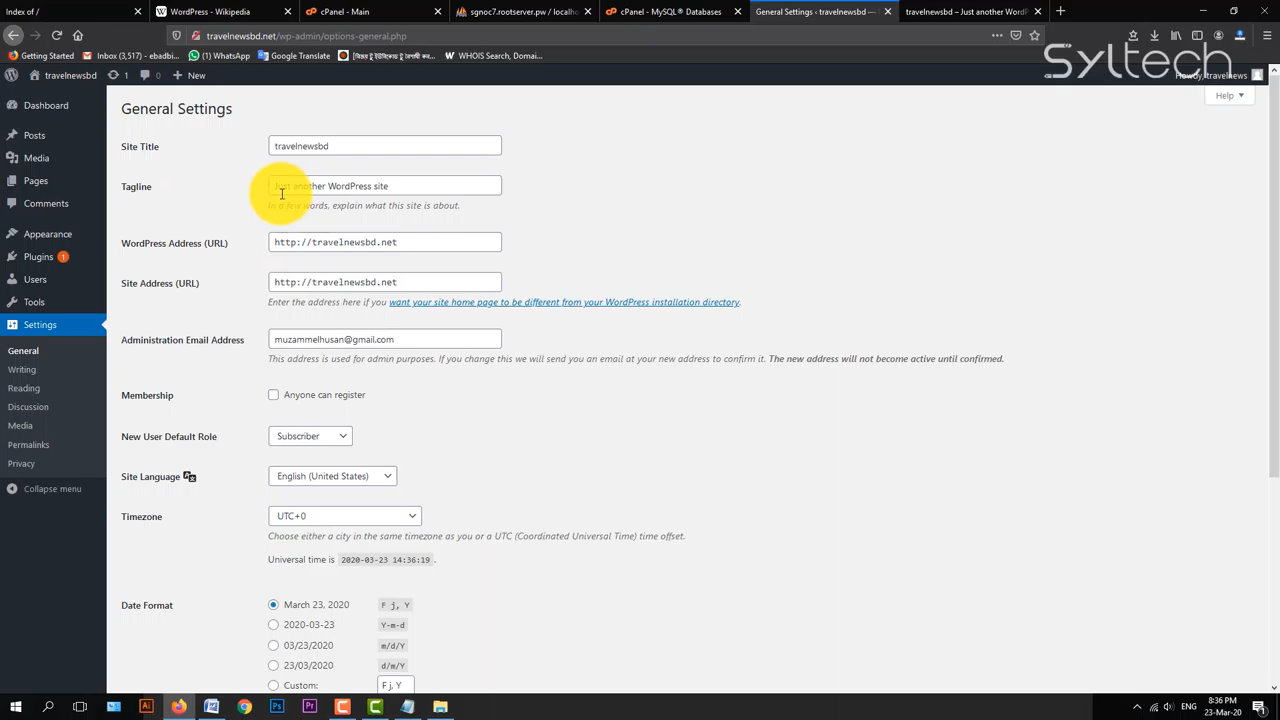 Index of /
WordPress - Wikipedia
cPanel - Main
sgnoc7.rootserver.pw / localho
cPanel - MySQL® Databases
General Settings ‹ travelnewsbd —
travelnewsbd – Just another WordP
travelnewsbd.net/wp-admin/options-general.php
Getting Started
Inbox (3,517) - ebadbi
(1) WhatsApp
Google Translate
WHOIS Search, Domai...
Syltech
travelnewsbd
1
0
New
Howdy, travelnews
Help
Dashboard
Posts
Media
Pages
Comments
Appearance
Plugins 1
Users
Tools
Settings
General
Writing
Reading
Discussion
Media
Permalinks
Privacy
Collapse menu
General Settings
Site Title
travelnewsbd
Tagline
Just another WordPress site
In a few words, explain what this site is about.
WordPress Address (URL)
http://travelnewsbd.net
Site Address (URL)
http://travelnewsbd.net
Enter the address here if you want your site home page to be different from your WordPress installation directory.
Administration Email Address
muzammelhusan@gmail.com
This address is used for admin purposes. If you change this we will send you an email at your new address to confirm it. The new address will not become active until confirmed.
Membership
Anyone can register
New User Default Role
Subscriber
Site Language
English (United States)
Timezone
UTC+0
Choose either a city in the same timezone as you or a UTC (Coordinated Universal Time) time offset.
Universal time is 2020-03-23 14:36:19 .
Date Format
March 23, 2020
F j, Y
2020-03-23
Y-m-d
03/23/2020
m/d/Y
23/03/2020
d/m/Y
Custom:
F j, Y
8:36 PM
23-Mar-20